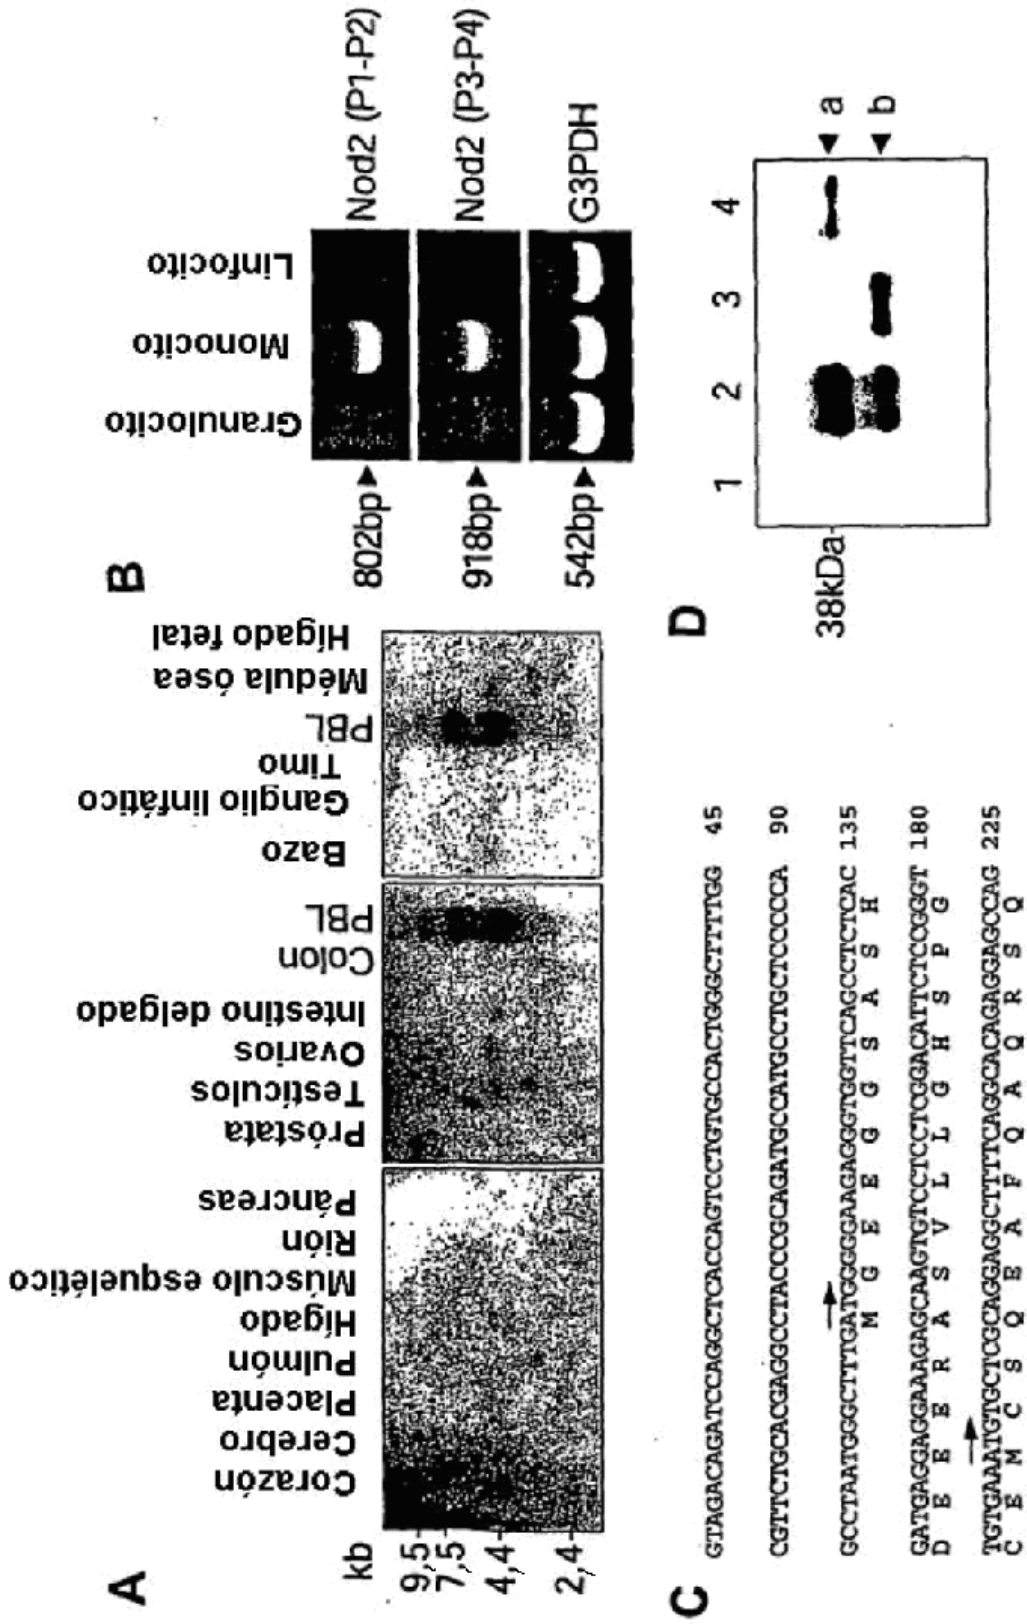 A
kb
9,5
7,5
4,4
2,4
Corazón
Cerebro
Placenta
Pulmón
Hígado
Músculo esquelético
Rión
Páncreas
Próstata
Testículos
Ovarios
Intestino delgado
Colon
PBL
Bazo
Ganglio linfático
Timo
PBL
Médula ósea
Hígado fetal
B
Granulocito
Monocito
Linfocito
802bp
Nod2 (P1-P2)
918bp
Nod2 (P3-P4)
542bp
G3PDH
C
GTAGACAGATCCAGGCTCACCAGTCCTGTGCCACTGGGCTTTTGG 45
CGTTCTGCACGAGGCCTACCCGCAGATGCCATGCCTGCTCCCCCA 90
GCCTAATGGGCTTTGATGGGGGAAGAGGGTGGTTCAGCCTCTCAC 135
M G E E G G S A S H
GATGAGGAGGAAAGAGCAAGTGTCCTCCTCGGACATTCTCCGGGT 180
D E E E R A S V L L G H S P G
TGTGAAATGTGCTCGCAGGAGGCTTTTCAGGCACAGAGGAGCCAG 225
C E M C S Q E A F Q A Q R S Q
D
1 2 3 4
38kDa
a
b